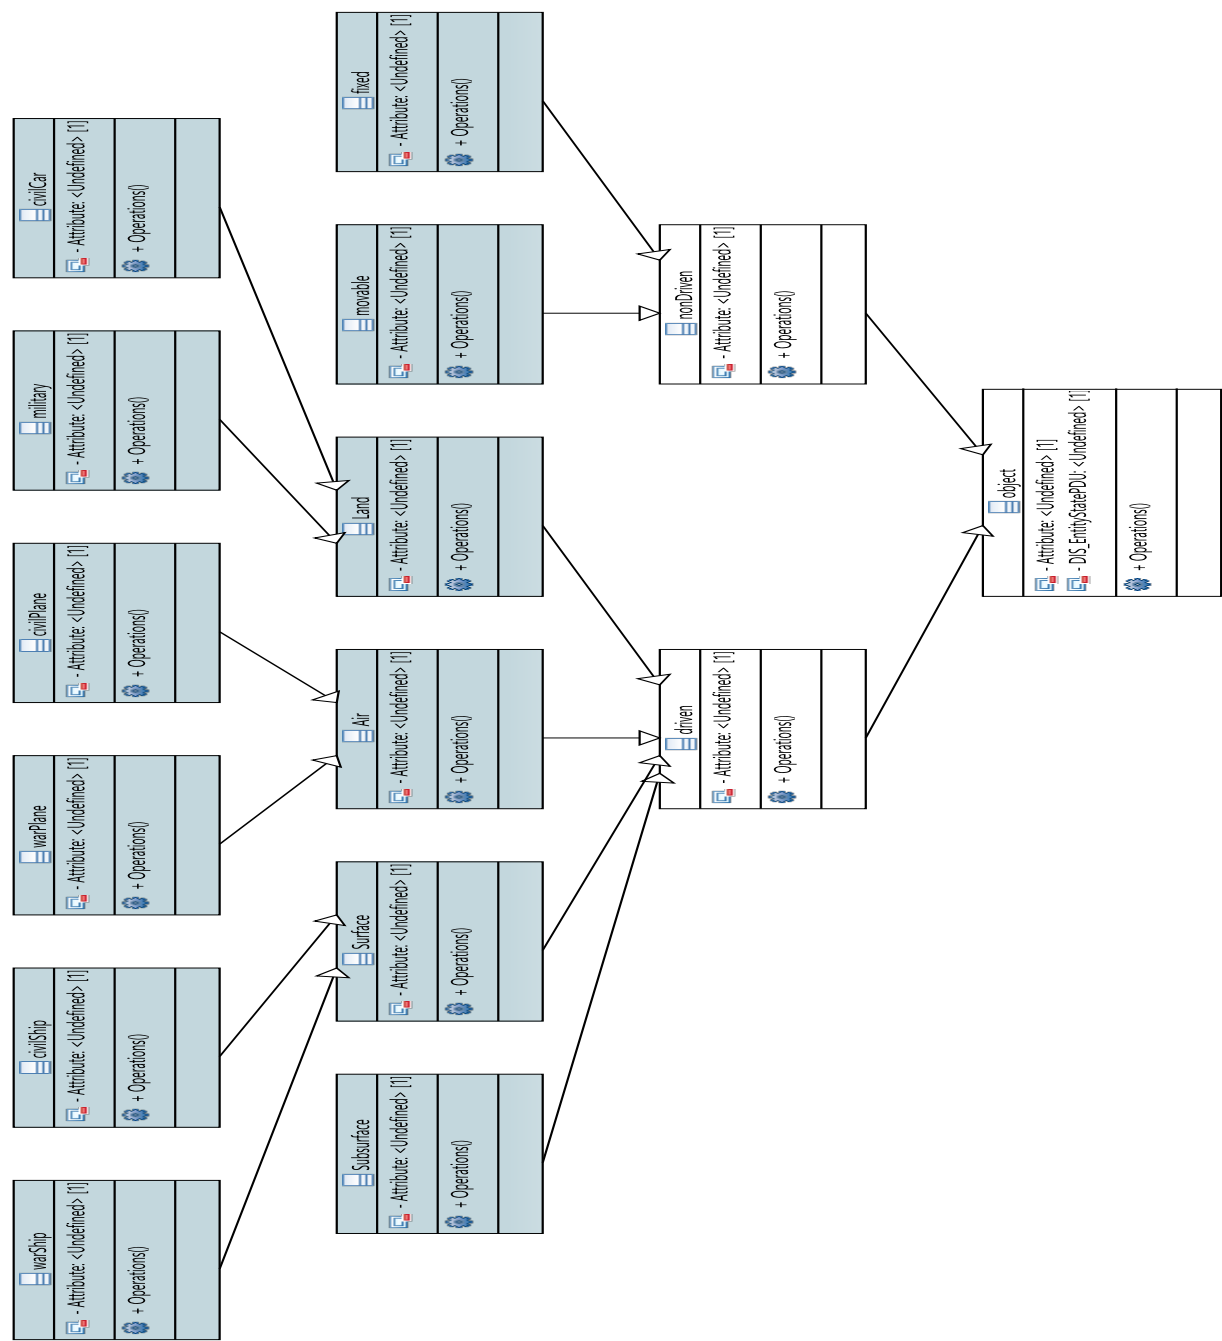 warShip
- Attribute: <Undefined> [1]
+ Operations()
civilShip
- Attribute: <Undefined> [1]
+ Operations()
warPlane
- Attribute: <Undefined> [1]
+ Operations()
civilPlane
- Attribute: <Undefined> [1]
+ Operations()
military
- Attribute: <Undefined> [1]
+ Operations()
civilCar
- Attribute: <Undefined> [1]
+ Operations()
Subsurface
- Attribute: <Undefined> [1]
+ Operations()
Surface
- Attribute: <Undefined> [1]
+ Operations()
Air
- Attribute: <Undefined> [1]
+ Operations()
Land
- Attribute: <Undefined> [1]
+ Operations()
movable
- Attribute: <Undefined> [1]
+ Operations()
fixed
- Attribute: <Undefined> [1]
+ Operations()
driven
- Attribute: <Undefined> [1]
+ Operations()
nonDriven
- Attribute: <Undefined> [1]
+ Operations()
object
- Attribute: <Undefined> [1]
- DIS_EntityStatePDU: <Undefined> [1]
+ Operations()